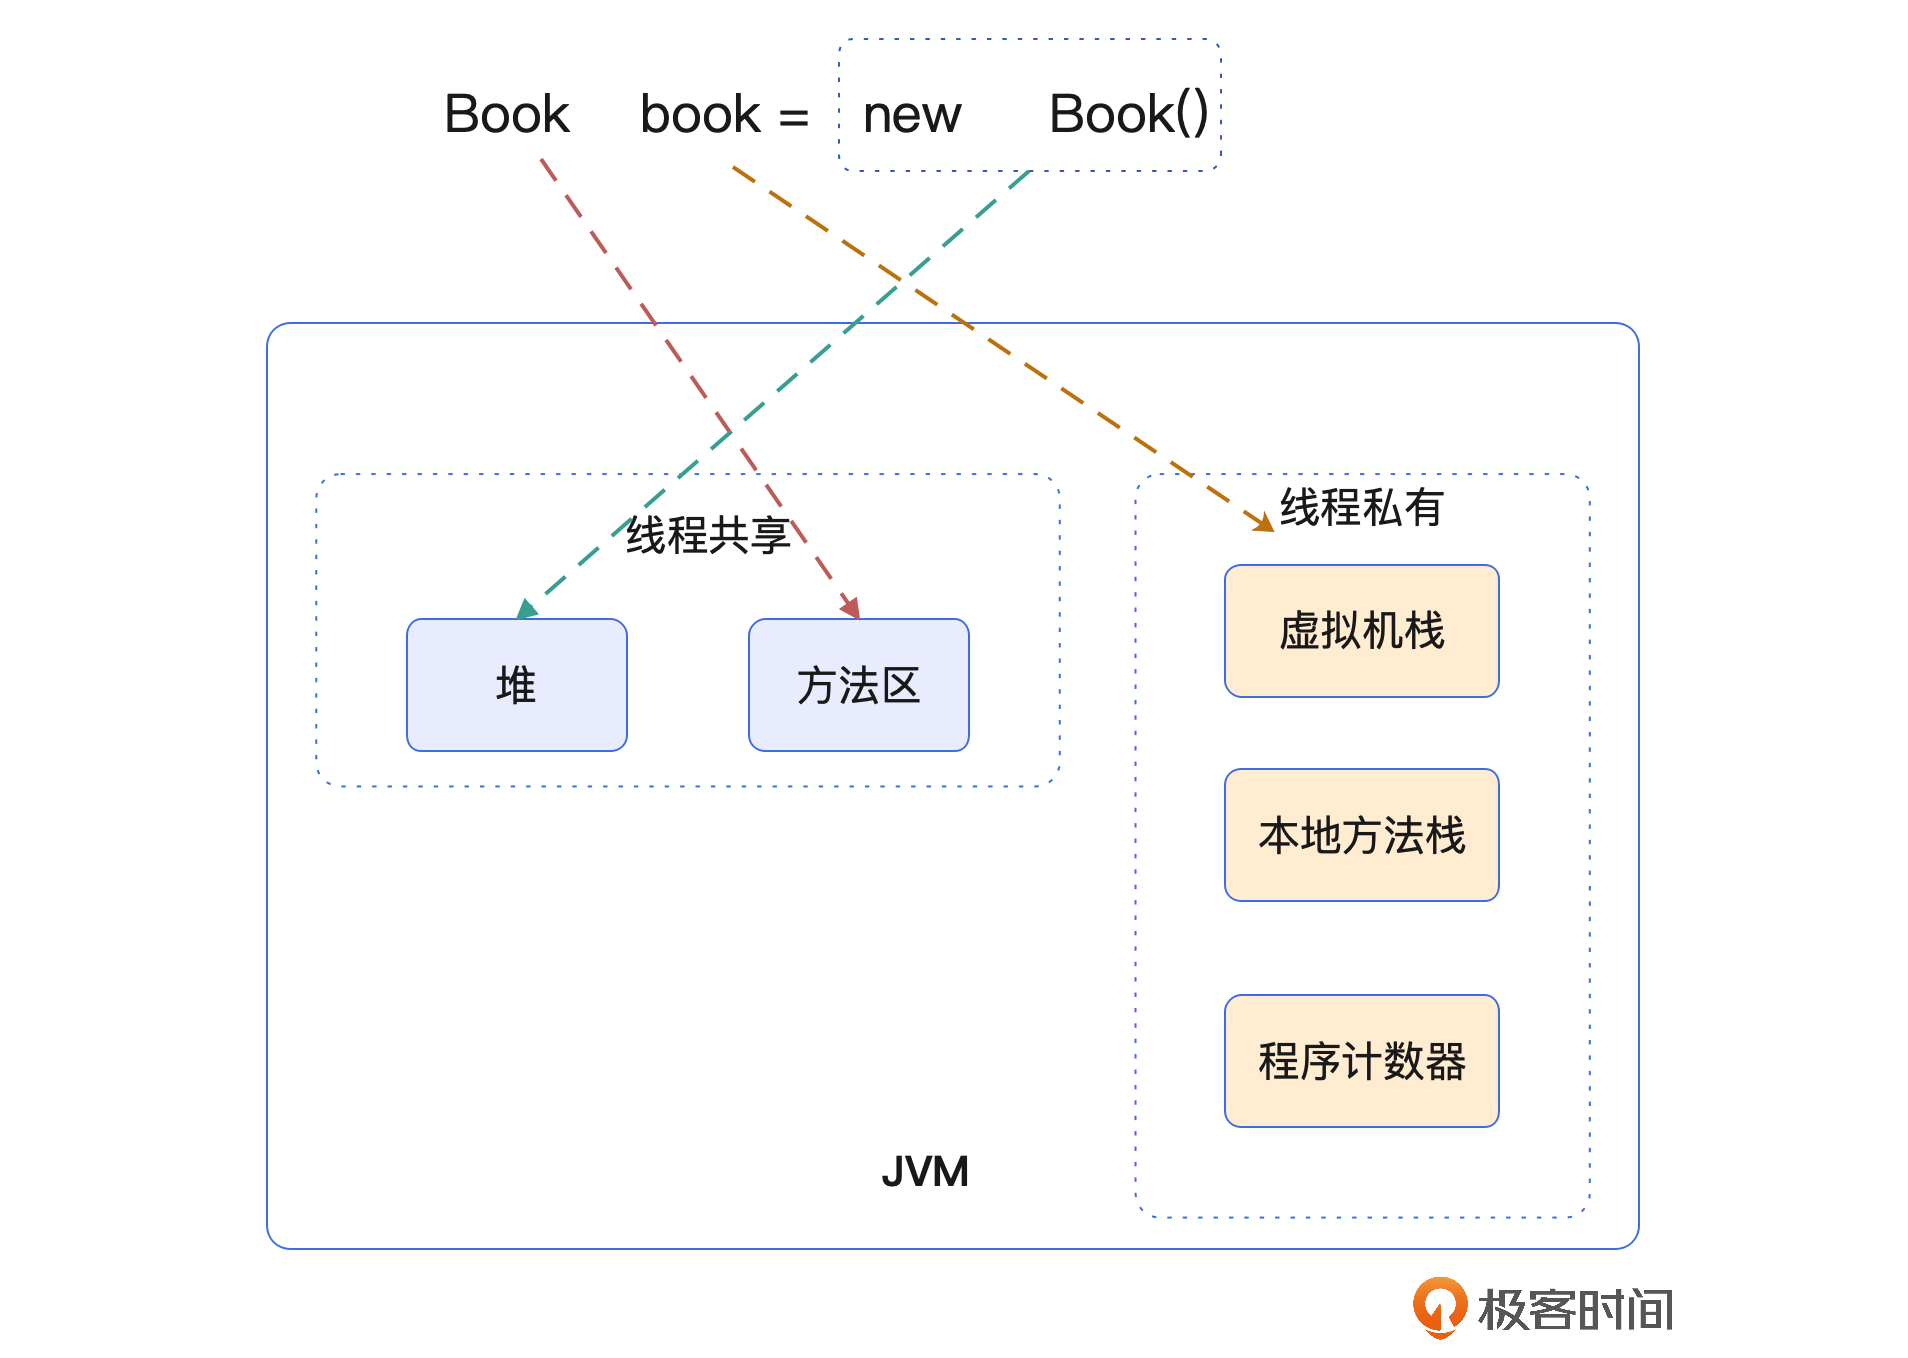 Book book = new Book()
线程共享
线程私有
堆
方法区
虚拟机栈
本地方法栈
程序计数器
JVM
极客时间